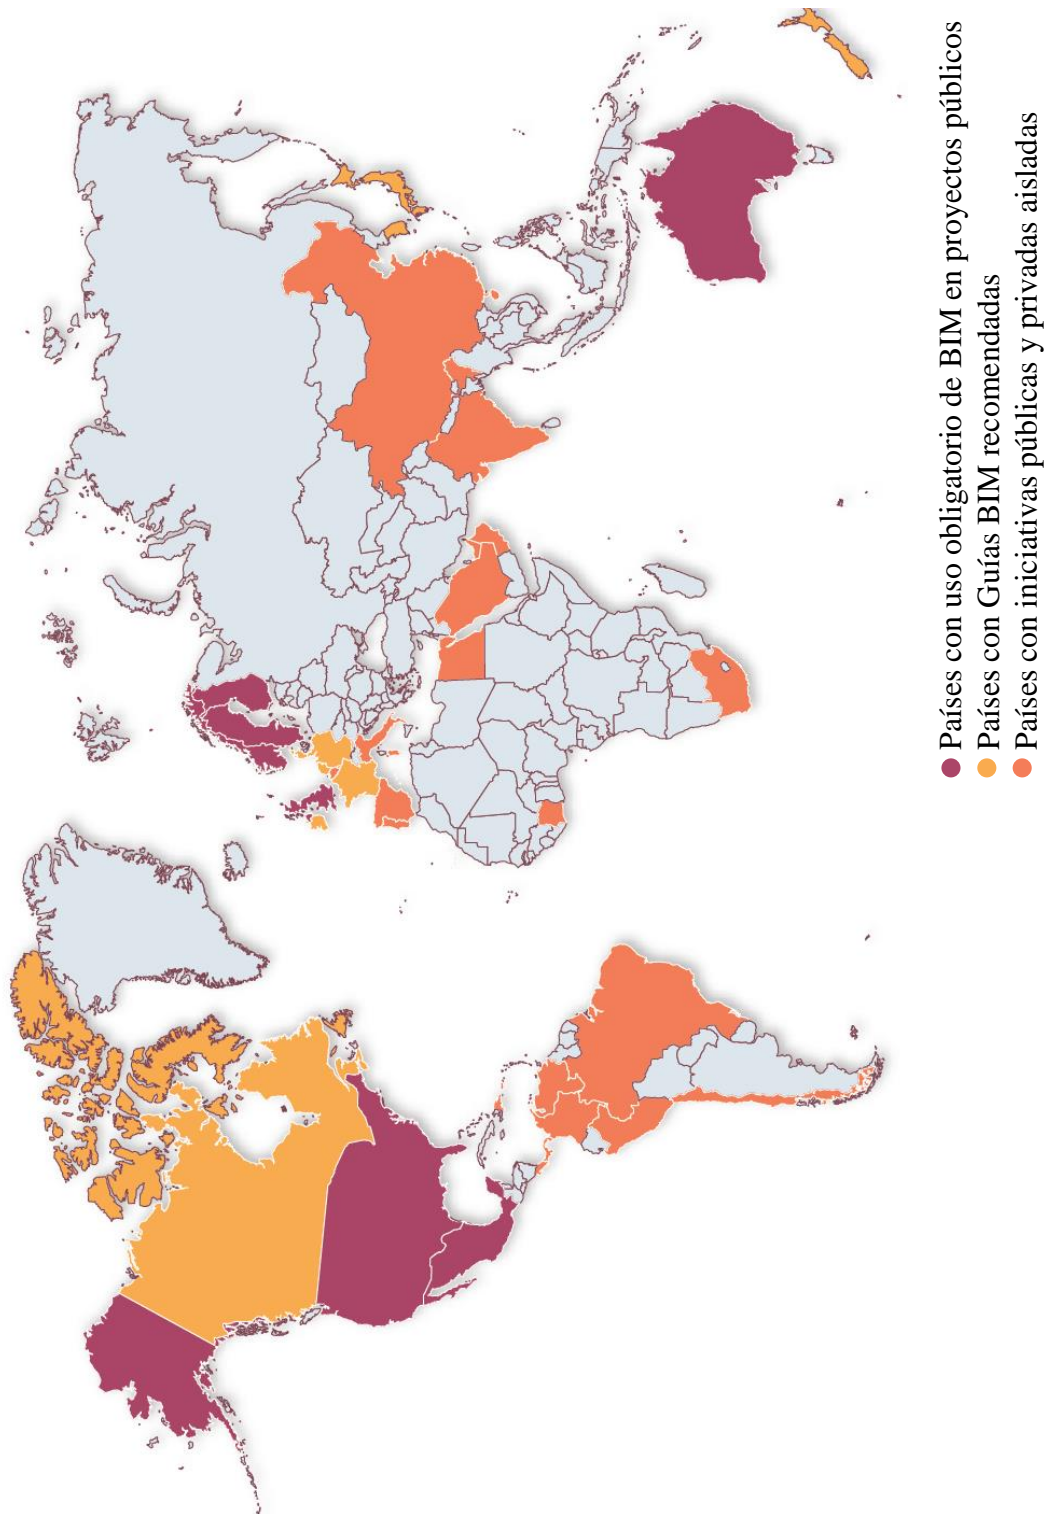 Países con uso obligatorio de BIM en proyectos públicos
Países con Guías BIM recomendadas
Países con iniciativas públicas y privadas aisladas